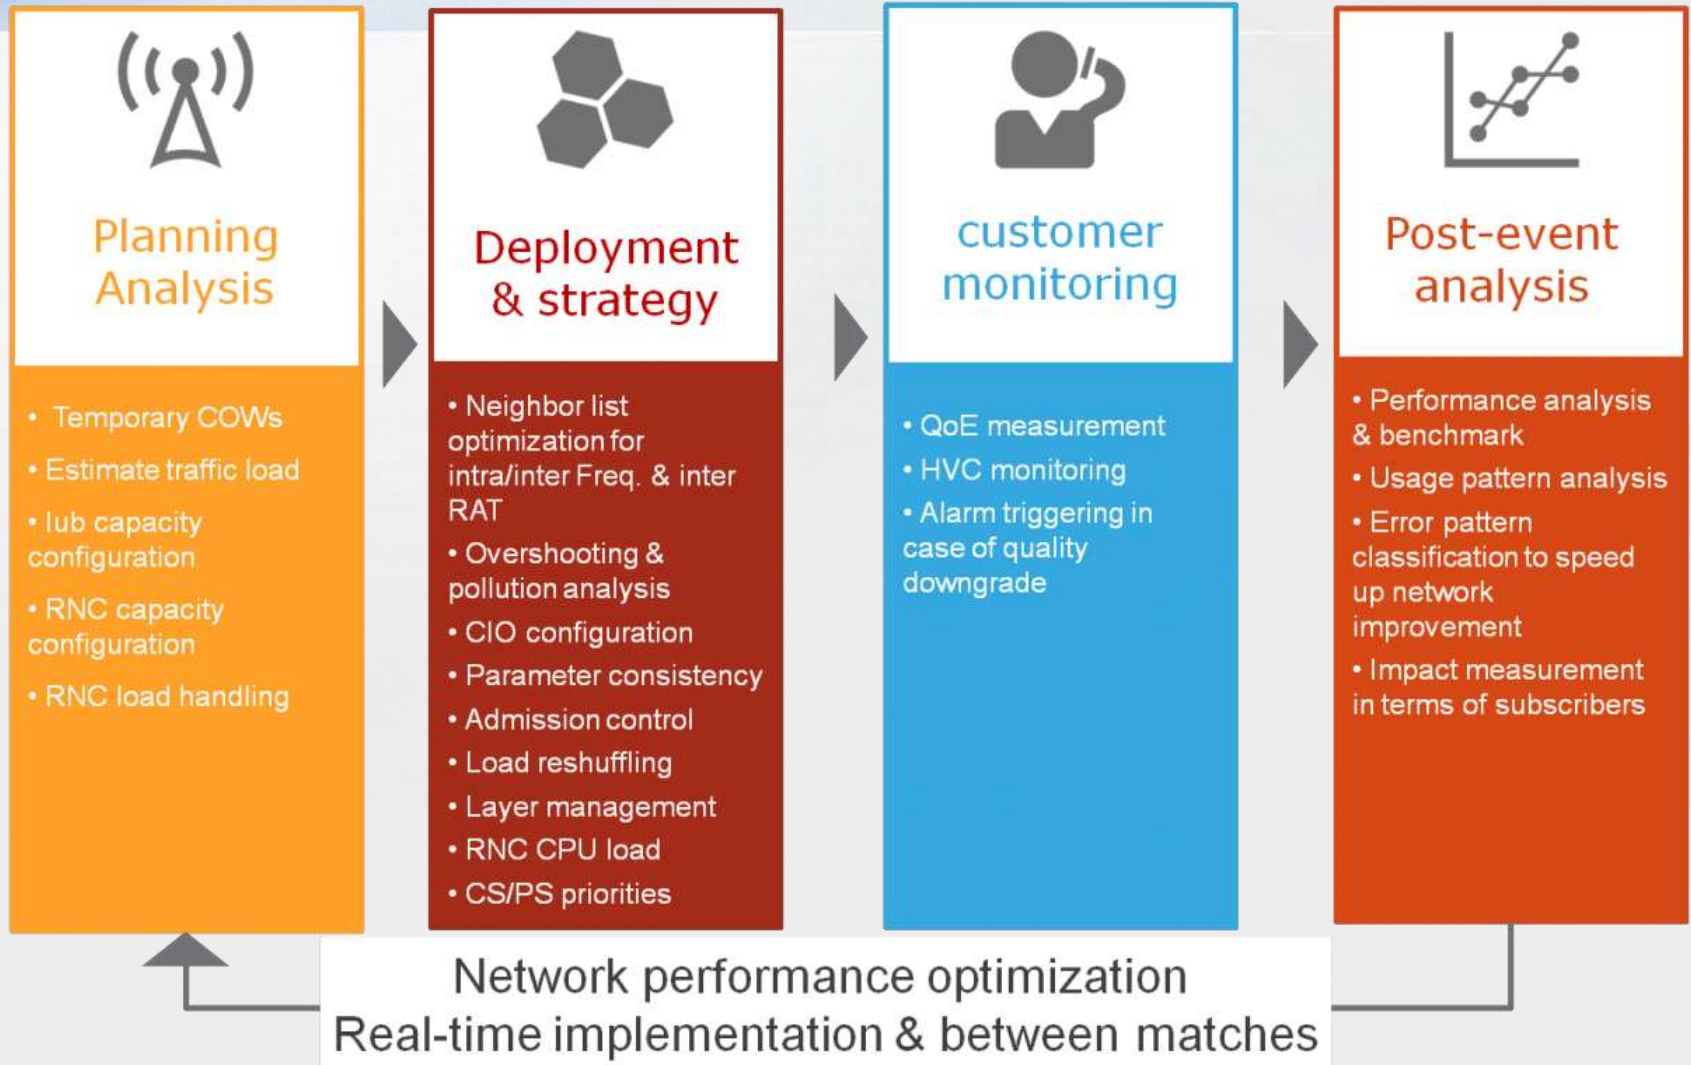 Planning
Analysis
• Temporary COWs
• Estimate traffic load
• Iub capacity
configuration
• RNC capacity
configuration
• RNC load handling
Deployment
& strategy
• Neighbor list
optimization for
intra/inter Freq. & inter
RAT
• Overshooting &
pollution analysis
• CIO configuration
• Parameter consistency
• Admission control
• Load reshuffling
• Layer management
• RNC CPU load
• CS/PS priorities
customer
monitoring
• QoE measurement
• HVC monitoring
• Alarm triggering in
case of quality
downgrade
Post-event
analysis
• Performance analysis
& benchmark
• Usage pattern analysis
• Error pattern
classification to speed
up network
improvement
• Impact measurement
in terms of subscribers
Network performance optimization
Real-time implementation & between matches